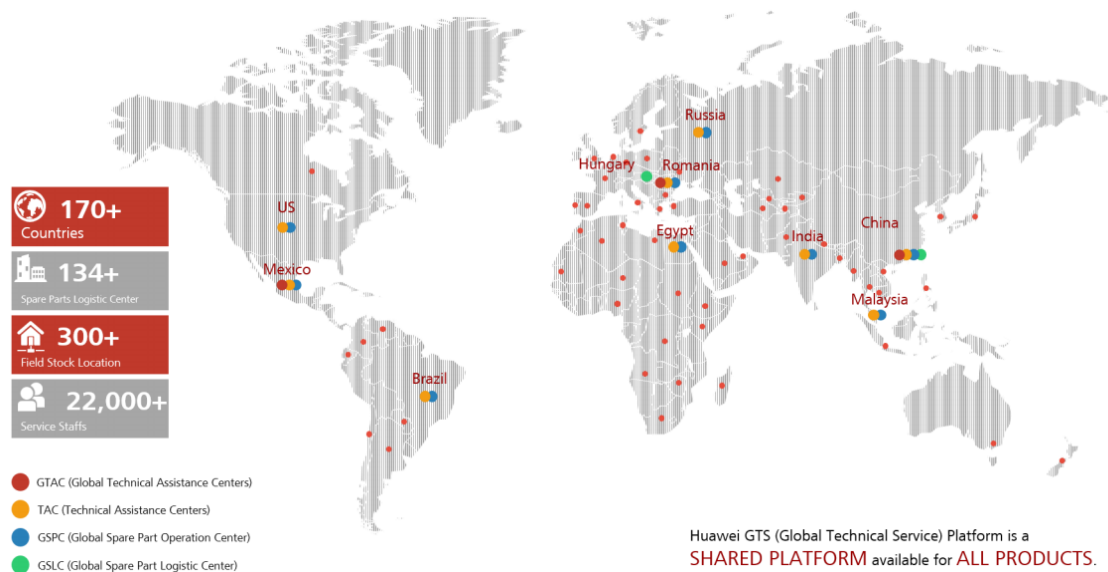 170+
Countries
134+
Spare Parts Logistic Center
300+
Field Stock Location
22,000+
Service Staffs
US
Mexico
Brazil
Russia
Hungary
Romania
Egypt
India
China
Malaysia
GTAC (Global Technical Assistance Centers)
TAC (Technical Assistance Centers)
GSPC (Global Spare Part Operation Center)
GSLC (Global Spare Part Logistic Center)
Huawei GTS (Global Technical Service) Platform is a
SHARED PLATFORM available for ALL PRODUCTS.